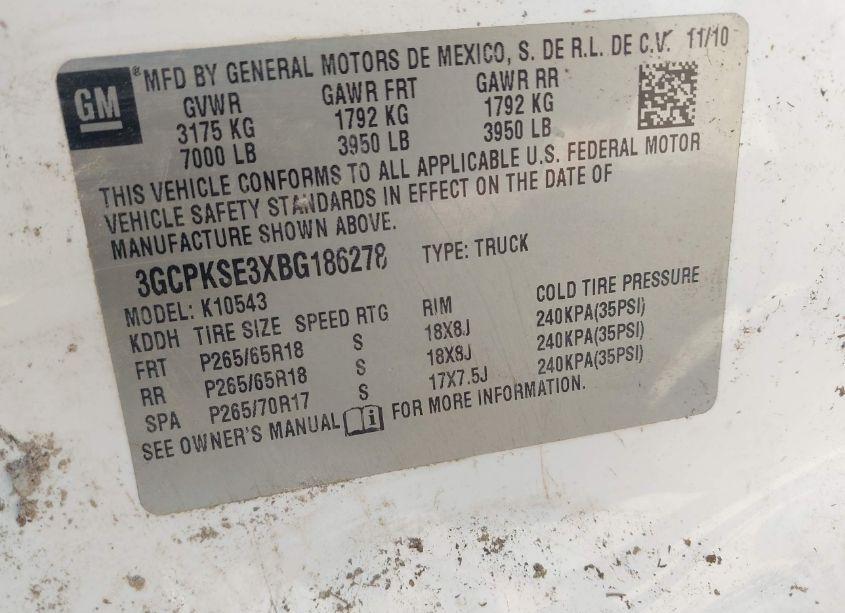 GM
® MFD BY GENERAL MOTORS DE MEXICO, S. DE R.L. DE C.V. 11/10
GVWR GAWR FRT GAWR RR
3175 KG 1792 KG 1792 KG
7000 LB 3950 LB 3950 LB
THIS VEHICLE CONFORMS TO ALL APPLICABLE U.S. FEDERAL MOTOR
VEHICLE SAFETY STANDARDS IN EFFECT ON THE DATE OF
MANUFACTURE SHOWN ABOVE.
3GCPKSE3XBG186278 TYPE: TRUCK
MODEL: K10543
KDDH TIRE SIZE SPEED RTG RIM COLD TIRE PRESSURE
FRT P265/65R18 S 18X8J 240KPA(35PSI)
RR P265/65R18 S 18X8J 240KPA(35PSI)
SPA P265/70R17 S 17X7.5J 240KPA(35PSI)
SEE OWNER'S MANUAL i FOR MORE INFORMATION.